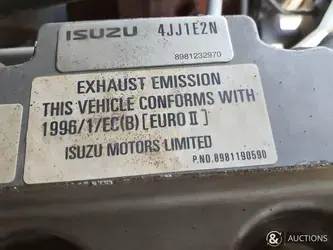 ISUZU 4JJ1E2N
8981232970
EXHAUST EMISSION
THIS VEHICLE CONFORMS WITH
1996/1/EC(B) [EURO II]
ISUZU MOTORS LIMITED
P.NO.8981190590
& AUCTIONS